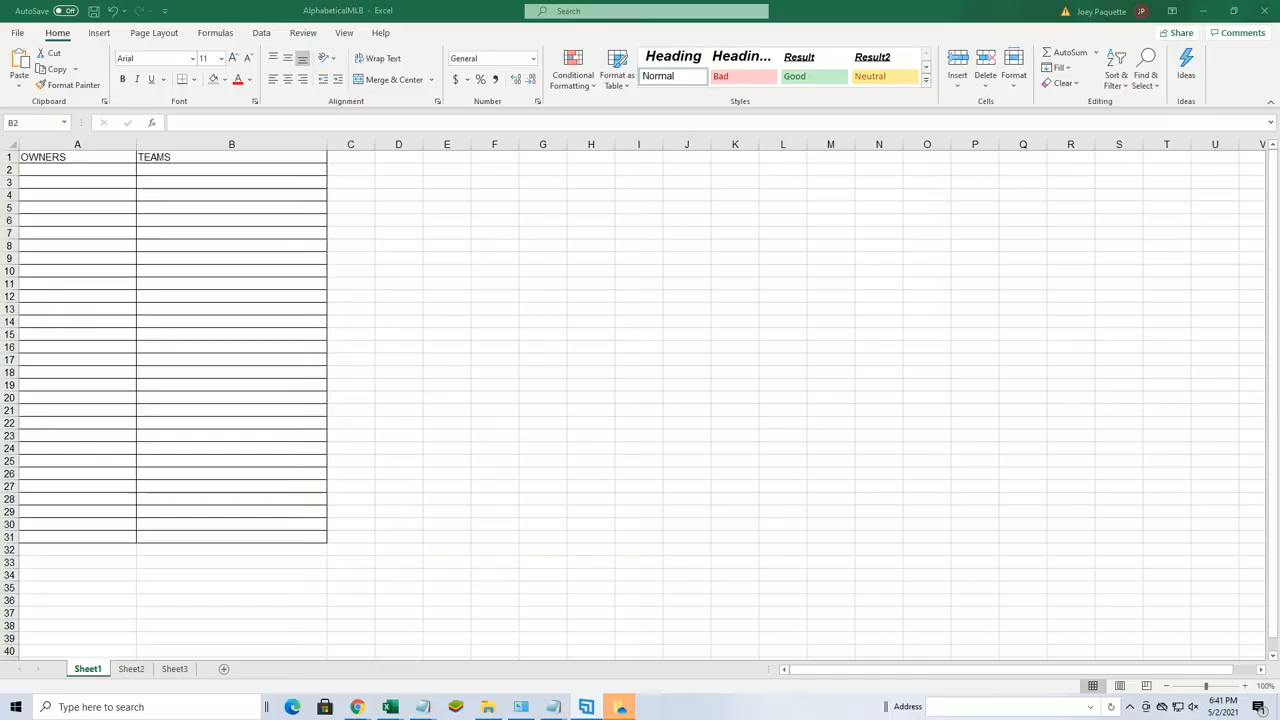 AutoSave Off AlphabeticalMLB - Excel Search Joey Paquette JP
File Home Insert Page Layout Formulas Data Review View Help Share Comments
Paste Cut Copy Format Painter Clipboard
Arial 11 B I U Font
Wrap Text Merge & Center Alignment
General $ % Number
Conditional Formatting Format as Table
Heading Headin... Result Result2
Normal Bad Good Neutral Styles
Insert Delete Format Cells
AutoSum Fill Clear Sort & Filter Find & Select Editing
Ideas Ideas
B2 fx
A B C D E F G H I J K L M N O P Q R S T U V
1 OWNERS TEAMS
2
3
4
5
6
7
8
9
10
11
12
13
14
15
16
17
18
19
20
21
22
23
24
25
26
27
28
29
30
31
32
33
34
35
36
37
38
39
40
Sheet1 Sheet2 Sheet3
100%
Type here to search Address 6:41 PM
5/2/2021